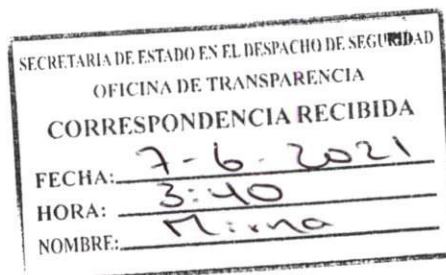 SECRETARIA DE ESTADO EN EL DESPACHO DE SEGURIDAD
OFICINA DE TRANSPARENCIA
CORRESPONDENCIA RECIBIDA
FECHA: 7-6-2021
HORA: 3:40
NOMBRE: Mirna